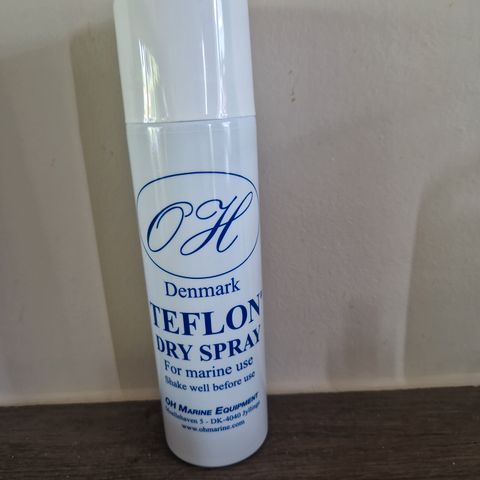 OH
Denmark
TEFLON
DRY SPRAY
For marine use
Shake well before use
OH MARINE EQUIPMENT
5 - DK-4040 Jyllinge
www.ohmarine.com